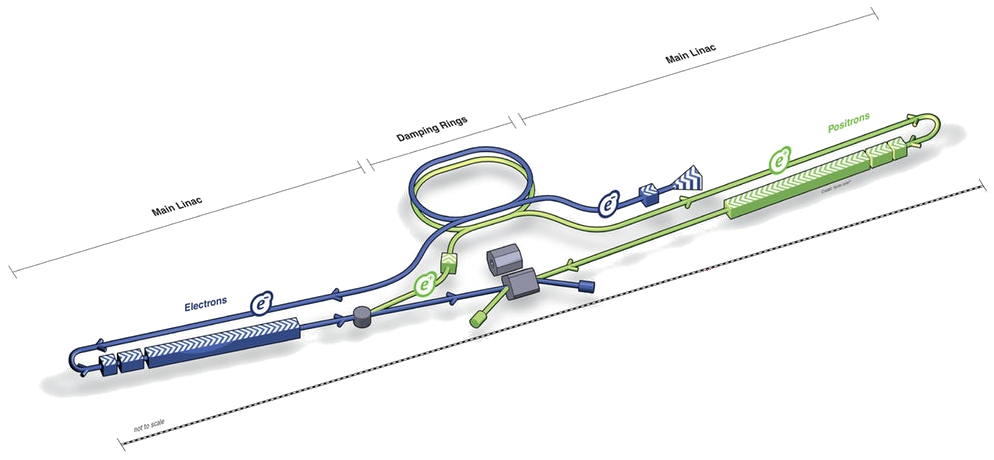 Main Linac
Damping Rings
Main Linac
Positrons
e+
e-
Electrons
e-
e+
not to scale